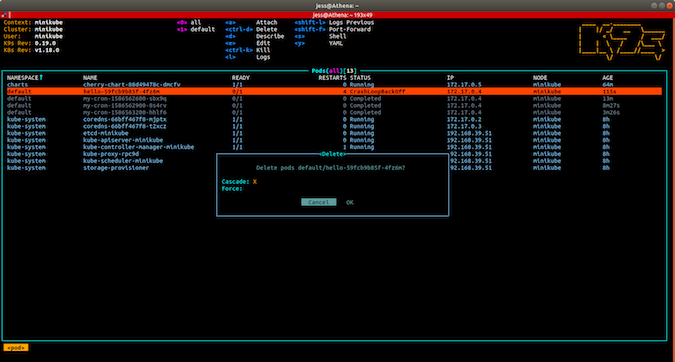 Jess@Athena: ~
Jess@Athena: ~ 193x49
Context: minikube <0> all <a> Attach <shift-l> Logs Previous
Cluster: minikube <1> default <ctrl-d> Delete <shift-f> Port-Forward
User: minikube <d> Describe <s> Shell
K9s Rev: 0.19.0 <e> Edit <y> YAML
K8s Rev: v1.18.0 <ctrl-k> Kill
<l> Logs
Pods(all)[13]
NAMESPACE↑ NAME READY RESTARTS STATUS IP NODE AGE
charts cherry-chart-88d49478c-dmcfv 1/1 0 Running 172.17.0.5 minikube 64m
default hello-59fcb9b85f-4fz6m 0/1 4 CrashLoopBackOff 172.17.0.4 minikube 115s
default my-cron-1586562600-sbx9q 0/1 0 Completed 172.17.0.4 minikube 13m
default my-cron-1586562900-8s4rv 0/1 0 Completed 172.17.0.4 minikube 8m27s
default my-cron-1586563200-hhlf6 0/1 0 Completed 172.17.0.4 minikube 3m26s
kube-system coredns-66bff467f8-mjptx 1/1 0 Running 172.17.0.2 minikube 8h
kube-system coredns-66bff467f8-tzxcz 1/1 0 Running 172.17.0.3 minikube 8h
kube-system etcd-minikube 1/1 0 Running 192.168.39.51 minikube 8h
kube-system kube-apiserver-minikube 1/1 0 Running 192.168.39.51 minikube 8h
kube-system kube-controller-manager-minikube 1/1 1 Running 192.168.39.51 minikube 8h
kube-system kube-proxy-rpc9d 92.168.39.51 minikube 8h
kube-system kube-scheduler-minikube 92.168.39.51 minikube 8h
kube-system storage-provisioner 92.168.39.51 minikube 8h
<Delete>
Delete pods default/hello-59fcb9b85f-4fz6m?
Cascade: X
Force:
Cancel OK
<pod>